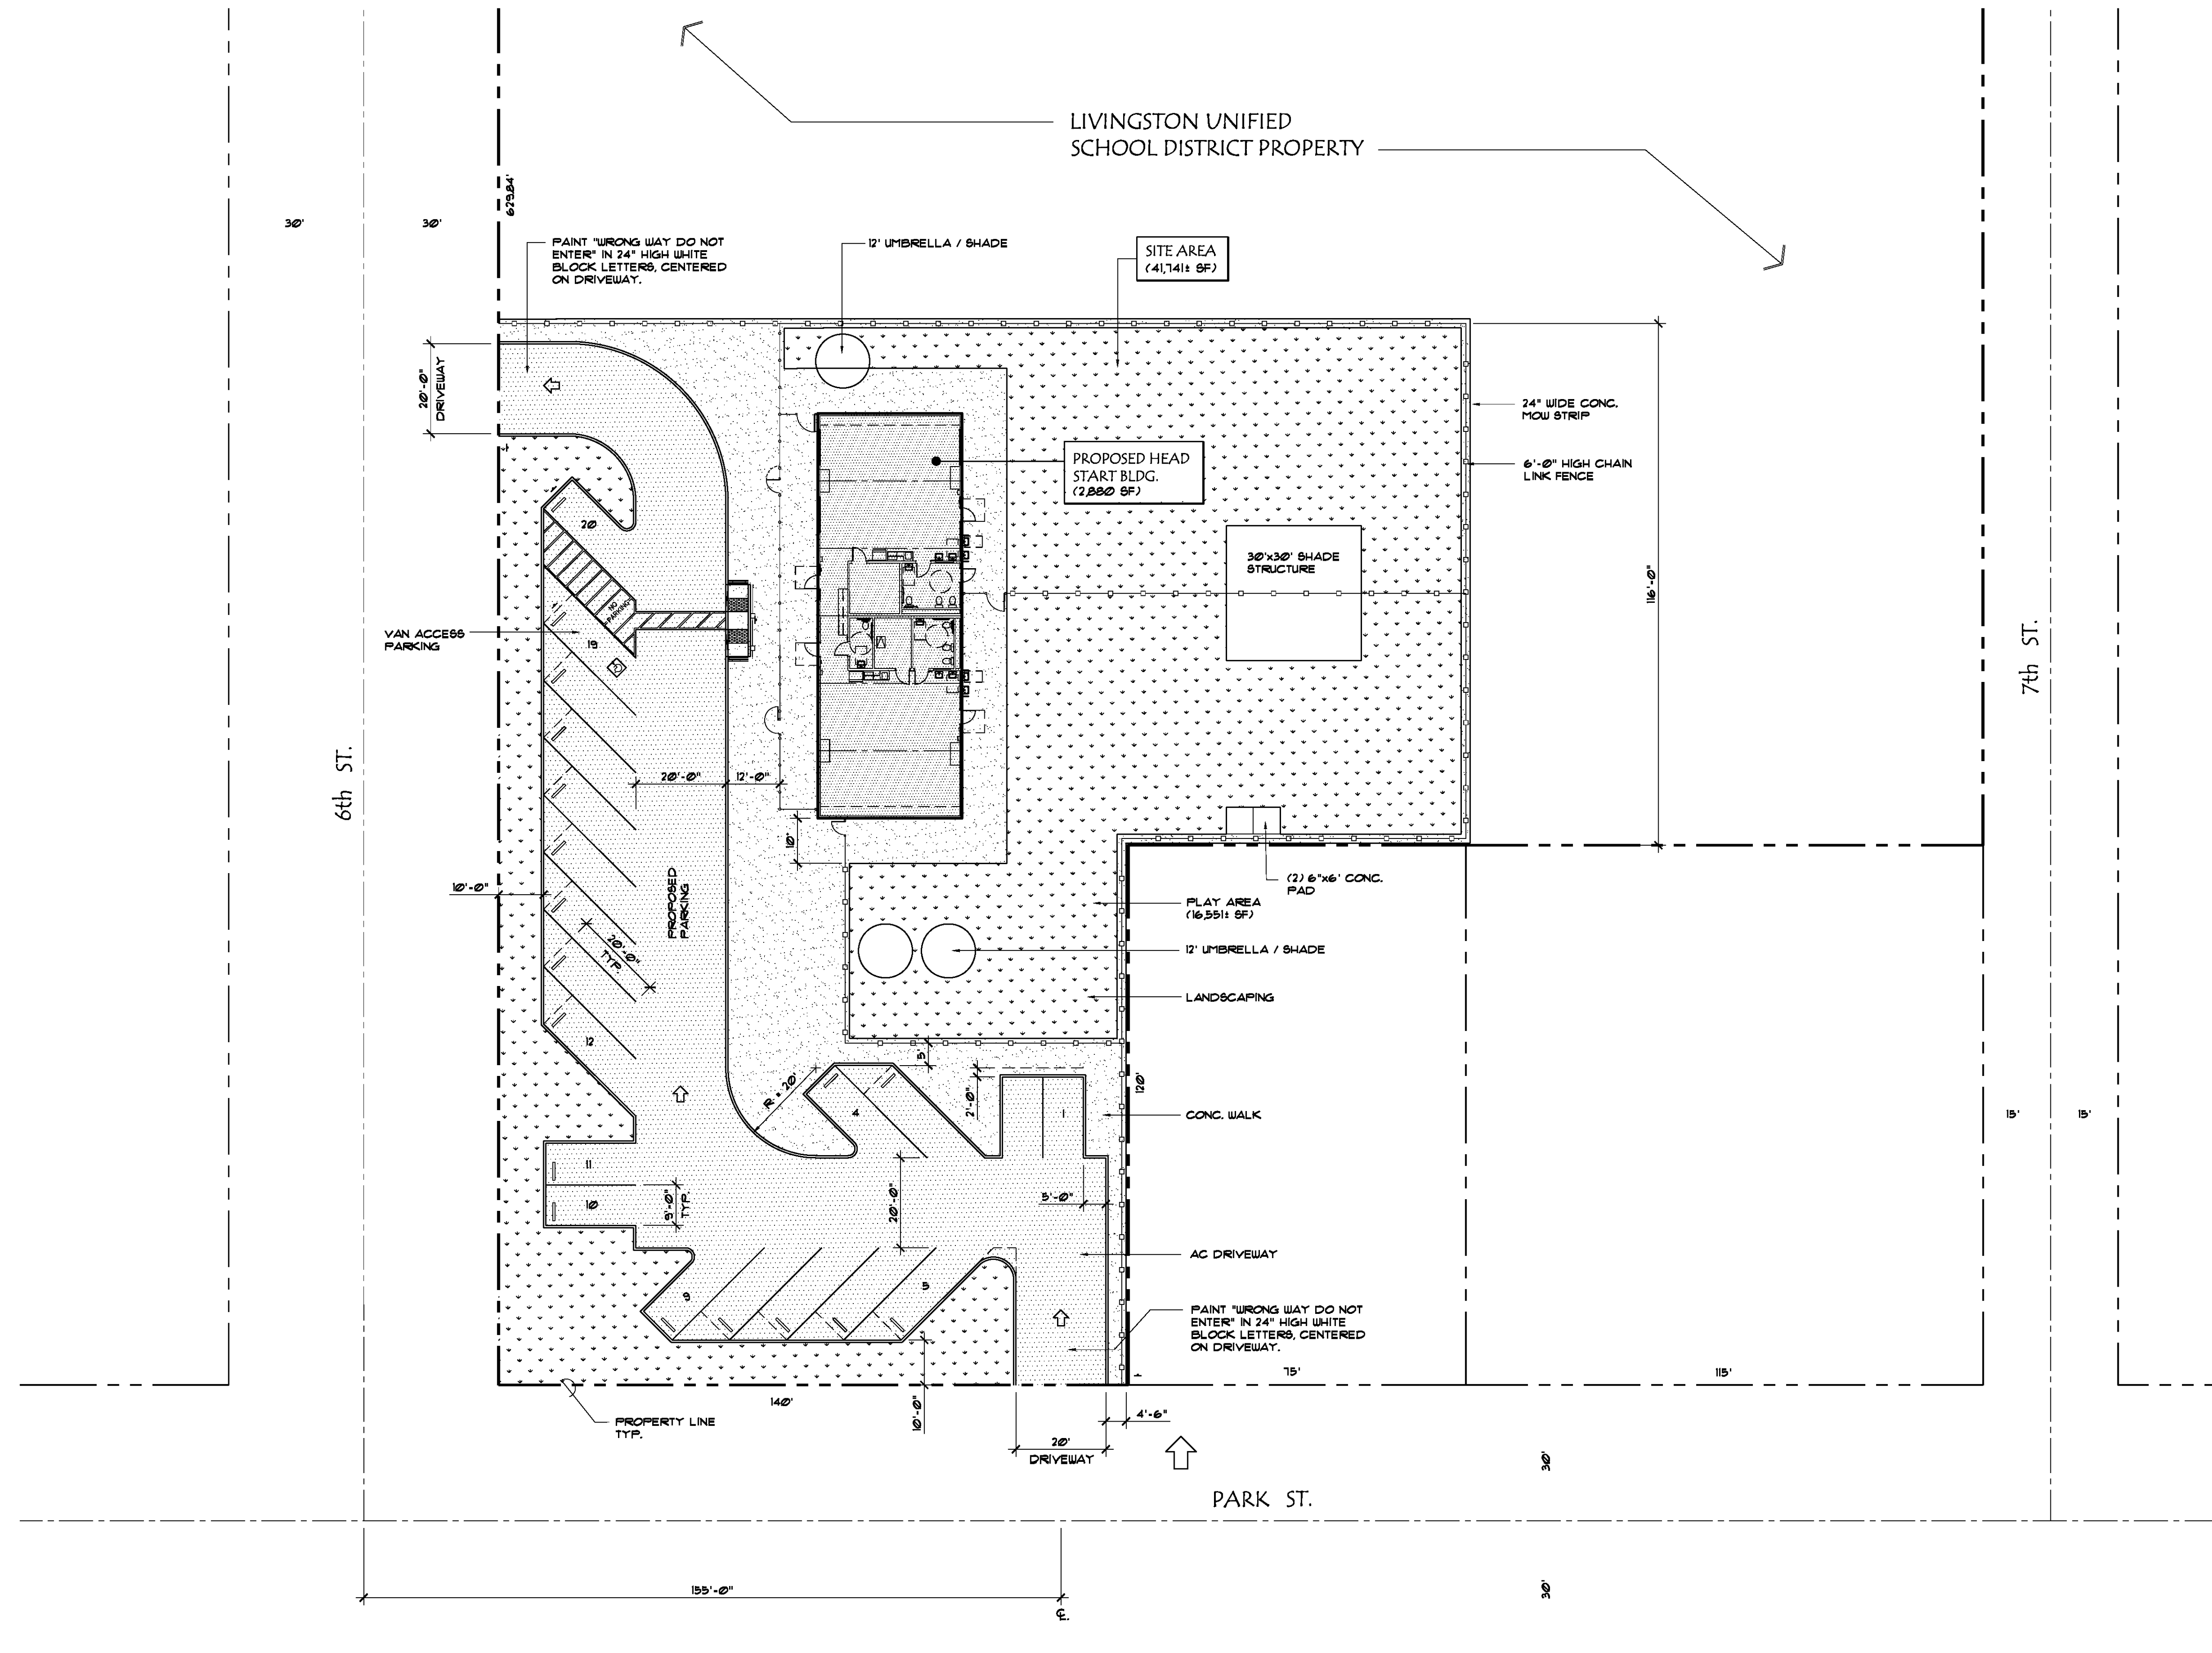 LIVINGSTON UNIFIED
SCHOOL DISTRICT PROPERTY
629.84'
30'
30'
PAINT "WRONG WAY DO NOT
ENTER" IN 24" HIGH WHITE
BLOCK LETTERS, CENTERED
ON DRIVEWAY.
12' UMBRELLA / SHADE
SITE AREA
(41,741± SF)
20'-0"
DRIVEWAY
24" WIDE CONC.
MOW STRIP
6'-0" HIGH CHAIN
LINK FENCE
PROPOSED HEAD
START BLDG.
(2,880 SF)
20
30'x30' SHADE
STRUCTURE
116'-0"
NO
PARKING
VAN ACCESS
PARKING
19
7th ST.
6th ST.
20'-0"
12'-0"
10'
10'-0"
PROPOSED
PARKING
(2) 6"x6' CONC.
PAD
PLAY AREA
(16,551± SF)
20'-0"
TYP.
12' UMBRELLA / SHADE
LANDSCAPING
12
5'
R = 20'
4
2'-0"
1
120'
CONC. WALK
15'
15'
11
10
9'-0"
TYP.
20'-0"
5'-0"
AC DRIVEWAY
9
5
PAINT "WRONG WAY DO NOT
ENTER" IN 24" HIGH WHITE
BLOCK LETTERS, CENTERED
ON DRIVEWAY.
75'
115'
140'
10'-0"
PROPERTY LINE
TYP.
4'-6"
20'
DRIVEWAY
30'
PARK ST.
155'-0"
30'